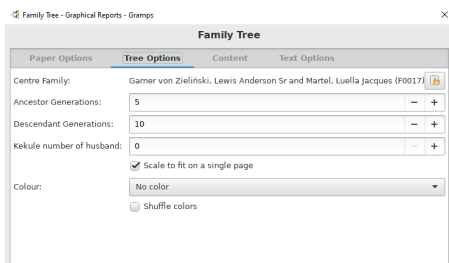 Family Tree - Graphical Reports - Gramps
Family Tree
Paper Options Tree Options Content Text Options
Centre Family: Garner von Zieliński, Lewis Anderson Sr and Martel, Luella Jacques (F0017)
Ancestor Generations: 5
Descendant Generations: 10
Kekule number of husband: 0
Scale to fit on a single page
Colour: No color
Shuffle colors